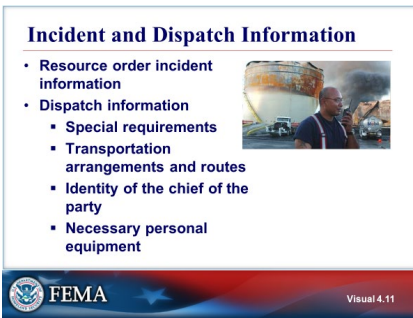 Incident and Dispatch Information
• Resource order incident
information
• Dispatch information
▪ Special requirements
▪ Transportation
arrangements and routes
▪ Identity of the chief of the
party
▪ Necessary personal
equipment
FEMA
Visual 4.11